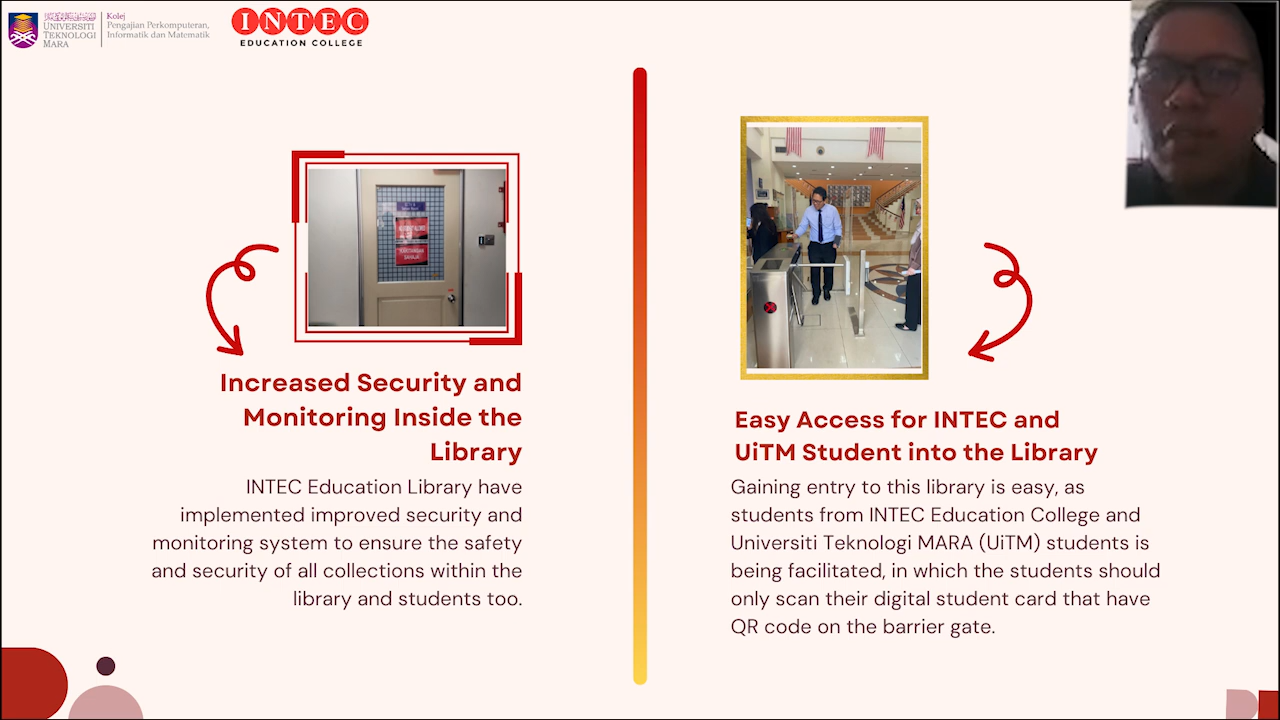 UNIVERSITI
TEKNOLOGI
MARA
Kolej
Pengajian Perkomputeran,
Informatik dan Matematik
INTEC
EDUCATION COLLEGE
Increased Security and
Monitoring Inside the
Library
INTEC Education Library have
implemented improved security and
monitoring system to ensure the safety
and security of all collections within the
library and students too.
Easy Access for INTEC and
UiTM Student into the Library
Gaining entry to this library is easy, as
students from INTEC Education College and
Universiti Teknologi MARA (UiTM) students is
being facilitated, in which the students should
only scan their digital student card that have
QR code on the barrier gate.